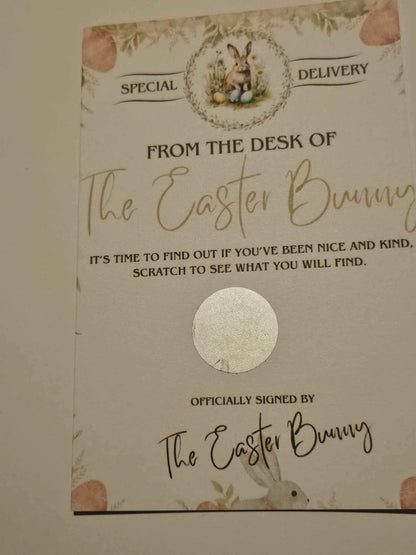 SPECIAL DELIVERY
FROM THE DESK OF
The Easter Bunny
IT'S TIME TO FIND OUT IF YOU'VE BEEN NICE AND KIND,
SCRATCH TO SEE WHAT YOU WILL FIND.
OFFICIALLY SIGNED BY
The Easter Bunny